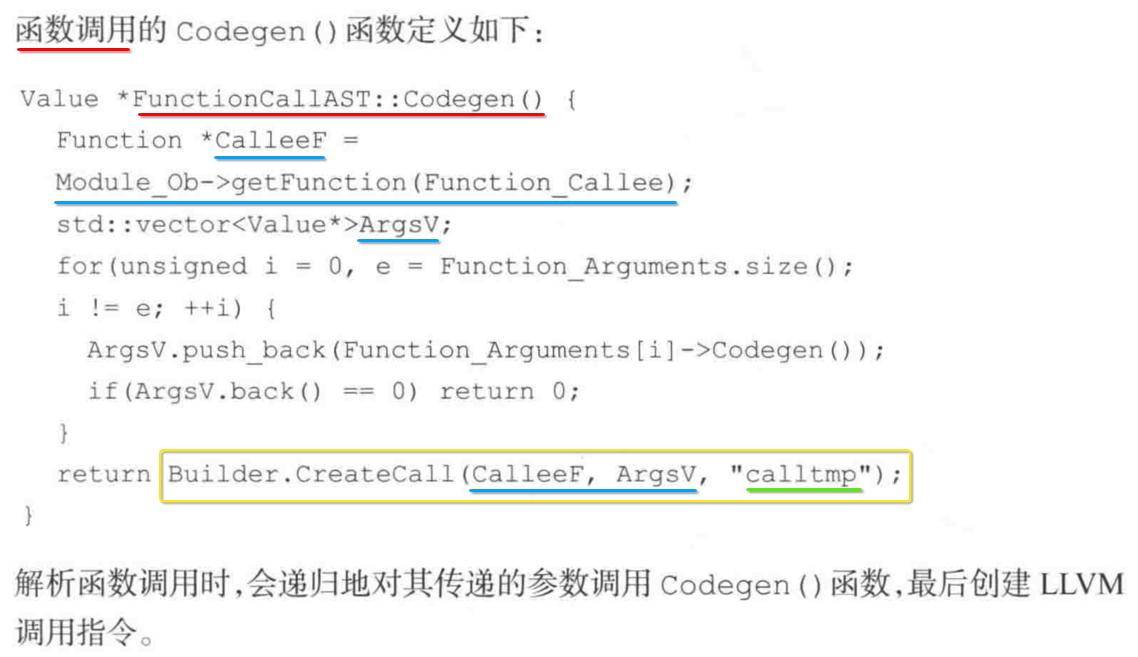 函数调用的 Codegen()函数定义如下:
Value *FunctionCallAST::Codegen() {
Function *CalleeF =
Module_Ob->getFunction(Function_Callee);
std::vector<Value*>ArgsV;
for(unsigned i = 0, e = Function_Arguments.size();
i != e; ++i) {
ArgsV.push_back(Function_Arguments[i]->Codegen());
if(ArgsV.back() == 0) return 0;
}
return Builder.CreateCall(CalleeF, ArgsV, "calltmp");
}
解析函数调用时,会递归地对其传递的参数调用 Codegen()函数,最后创建 LLVM
调用指令。